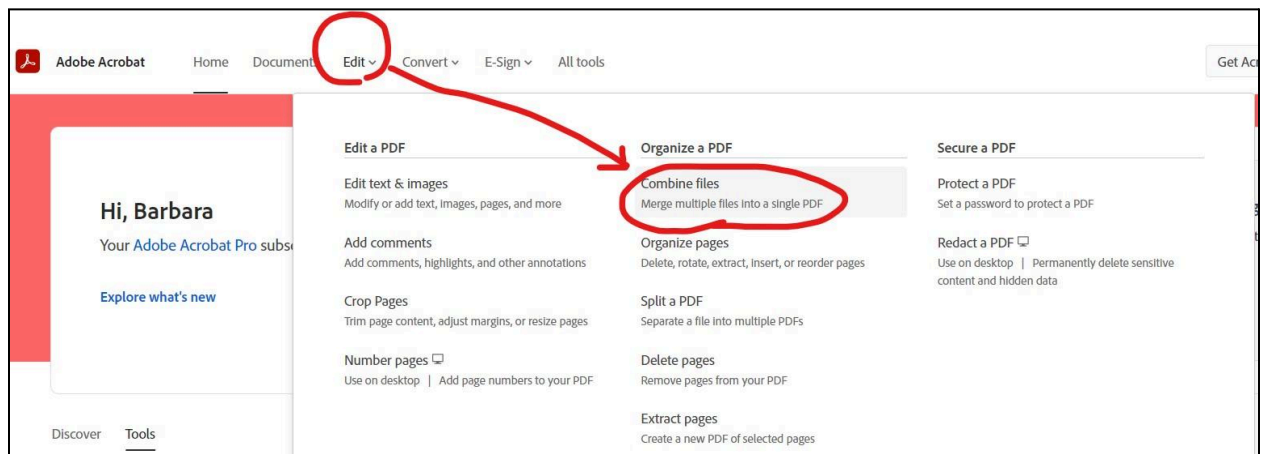 Adobe Acrobat Home Document Edit Convert E-Sign All tools Get Acr
Hi, Barbara
Your Adobe Acrobat Pro subsc
Explore what's new
Discover Tools
Edit a PDF
Edit text & images
Modify or add text, images, pages, and more
Add comments
Add comments, highlights, and other annotations
Crop Pages
Trim page content, adjust margins, or resize pages
Number pages
Use on desktop | Add page numbers to your PDF
Organize a PDF
Combine files
Merge multiple files into a single PDF
Organize pages
Delete, rotate, extract, insert, or reorder pages
Split a PDF
Separate a file into multiple PDFs
Delete pages
Remove pages from your PDF
Extract pages
Create a new PDF of selected pages
Secure a PDF
Protect a PDF
Set a password to protect a PDF
Redact a PDF
Use on desktop | Permanently delete sensitive
content and hidden data